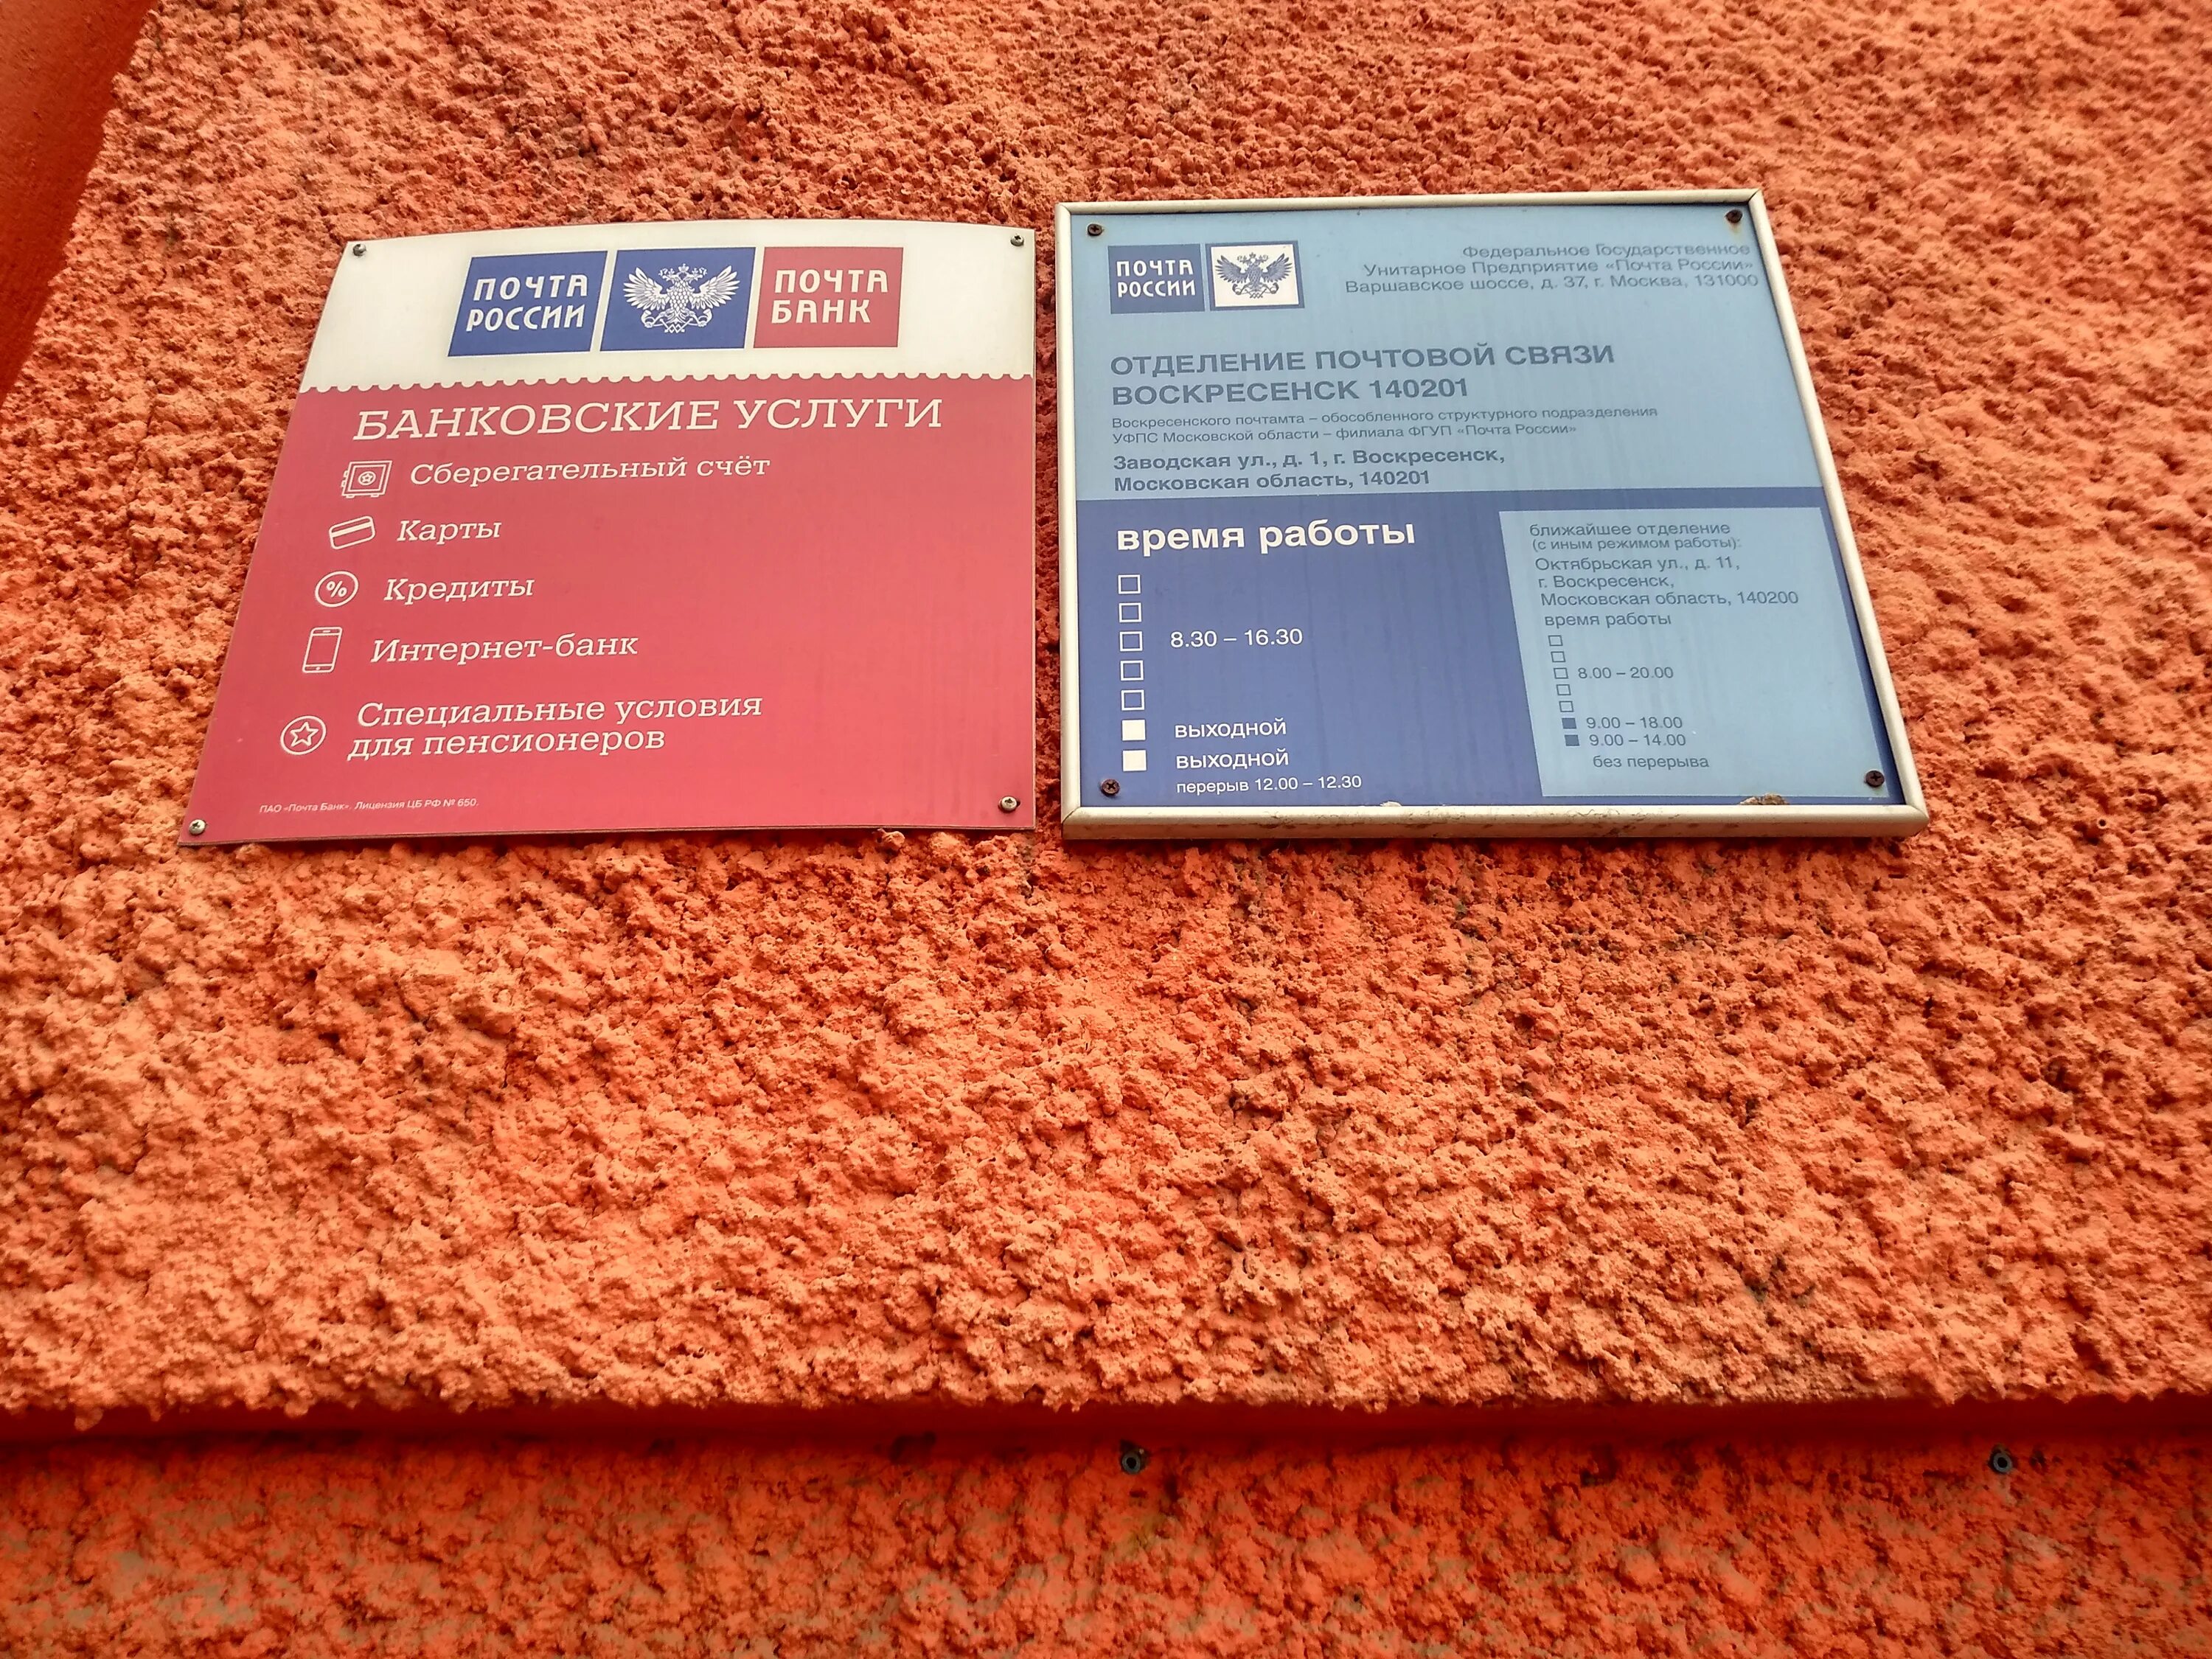 ПОЧТА
РОССИИ
ПОЧТА
БАНК
БАНКОВСКИЕ УСЛУГИ
Сберегательный счёт
Карты
%
Кредиты
Интернет-банк
Специальные условия
для пенсионеров
ПАО «Почта Банк». Лицензия ЦБ РФ № 650.
ПОЧТА
РОССИИ
Федеральное Государственное
Унитарное Предприятие «Почта России»
Варшавское шоссе, д. 37, г. Москва, 131000
ОТДЕЛЕНИЕ ПОЧТОВОЙ СВЯЗИ
ВОСКРЕСЕНСК 140201
Воскресенского почтамта – обособленного структурного подразделения
УФПС Московской области – филиала ФГУП «Почта России»
Заводская ул., д. 1, г. Воскресенск,
Московская область, 140201
время работы
8.30 – 16.30
выходной
выходной
перерыв 12.00 – 12.30
ближайшее отделение
(с иным режимом работы):
Октябрьская ул., д. 11,
г. Воскресенск,
Московская область, 140200
время работы
8.00 – 20.00
9.00 – 18.00
9.00 – 14.00
без перерыва